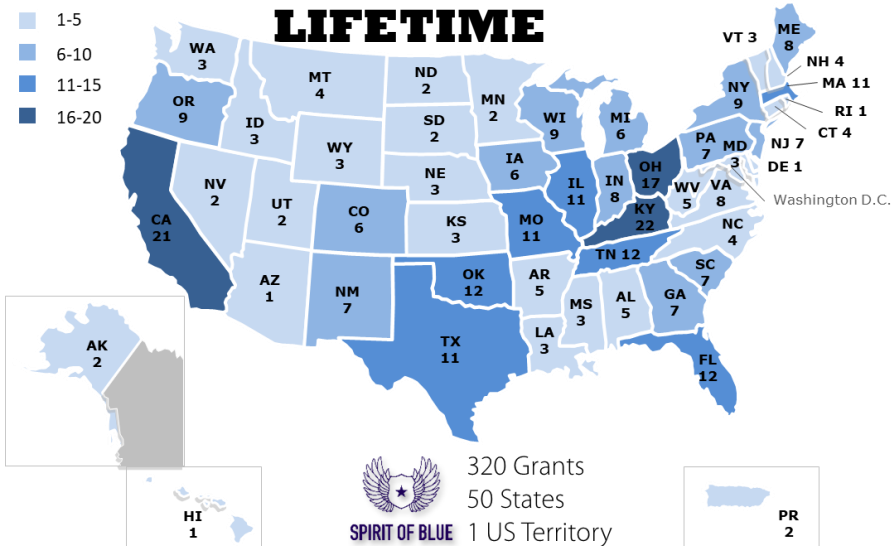 LIFETIME
1-5
6-10
11-15
16-20
WA
3
OR
9
CA
21
ID
3
NV
2
MT
4
WY
3
UT
2
AZ
1
CO
6
NM
7
ND
2
SD
2
NE
3
KS
3
OK
12
TX
11
MN
2
IA
6
MO
11
AR
5
LA
3
WI
9
IL
11
MI
6
IN
8
OH
17
KY
22
TN 12
MS
3
AL
5
GA
7
FL
12
SC
7
NC
4
VA
8
WV
5
MD
3
PA
7
NY
9
VT 3
ME
8
NH 4
MA 11
RI 1
CT 4
NJ 7
DE 1
Washington D.C.
AK
2
HI
1
PR
2
SPIRIT OF BLUE
320 Grants
50 States
1 US Territory